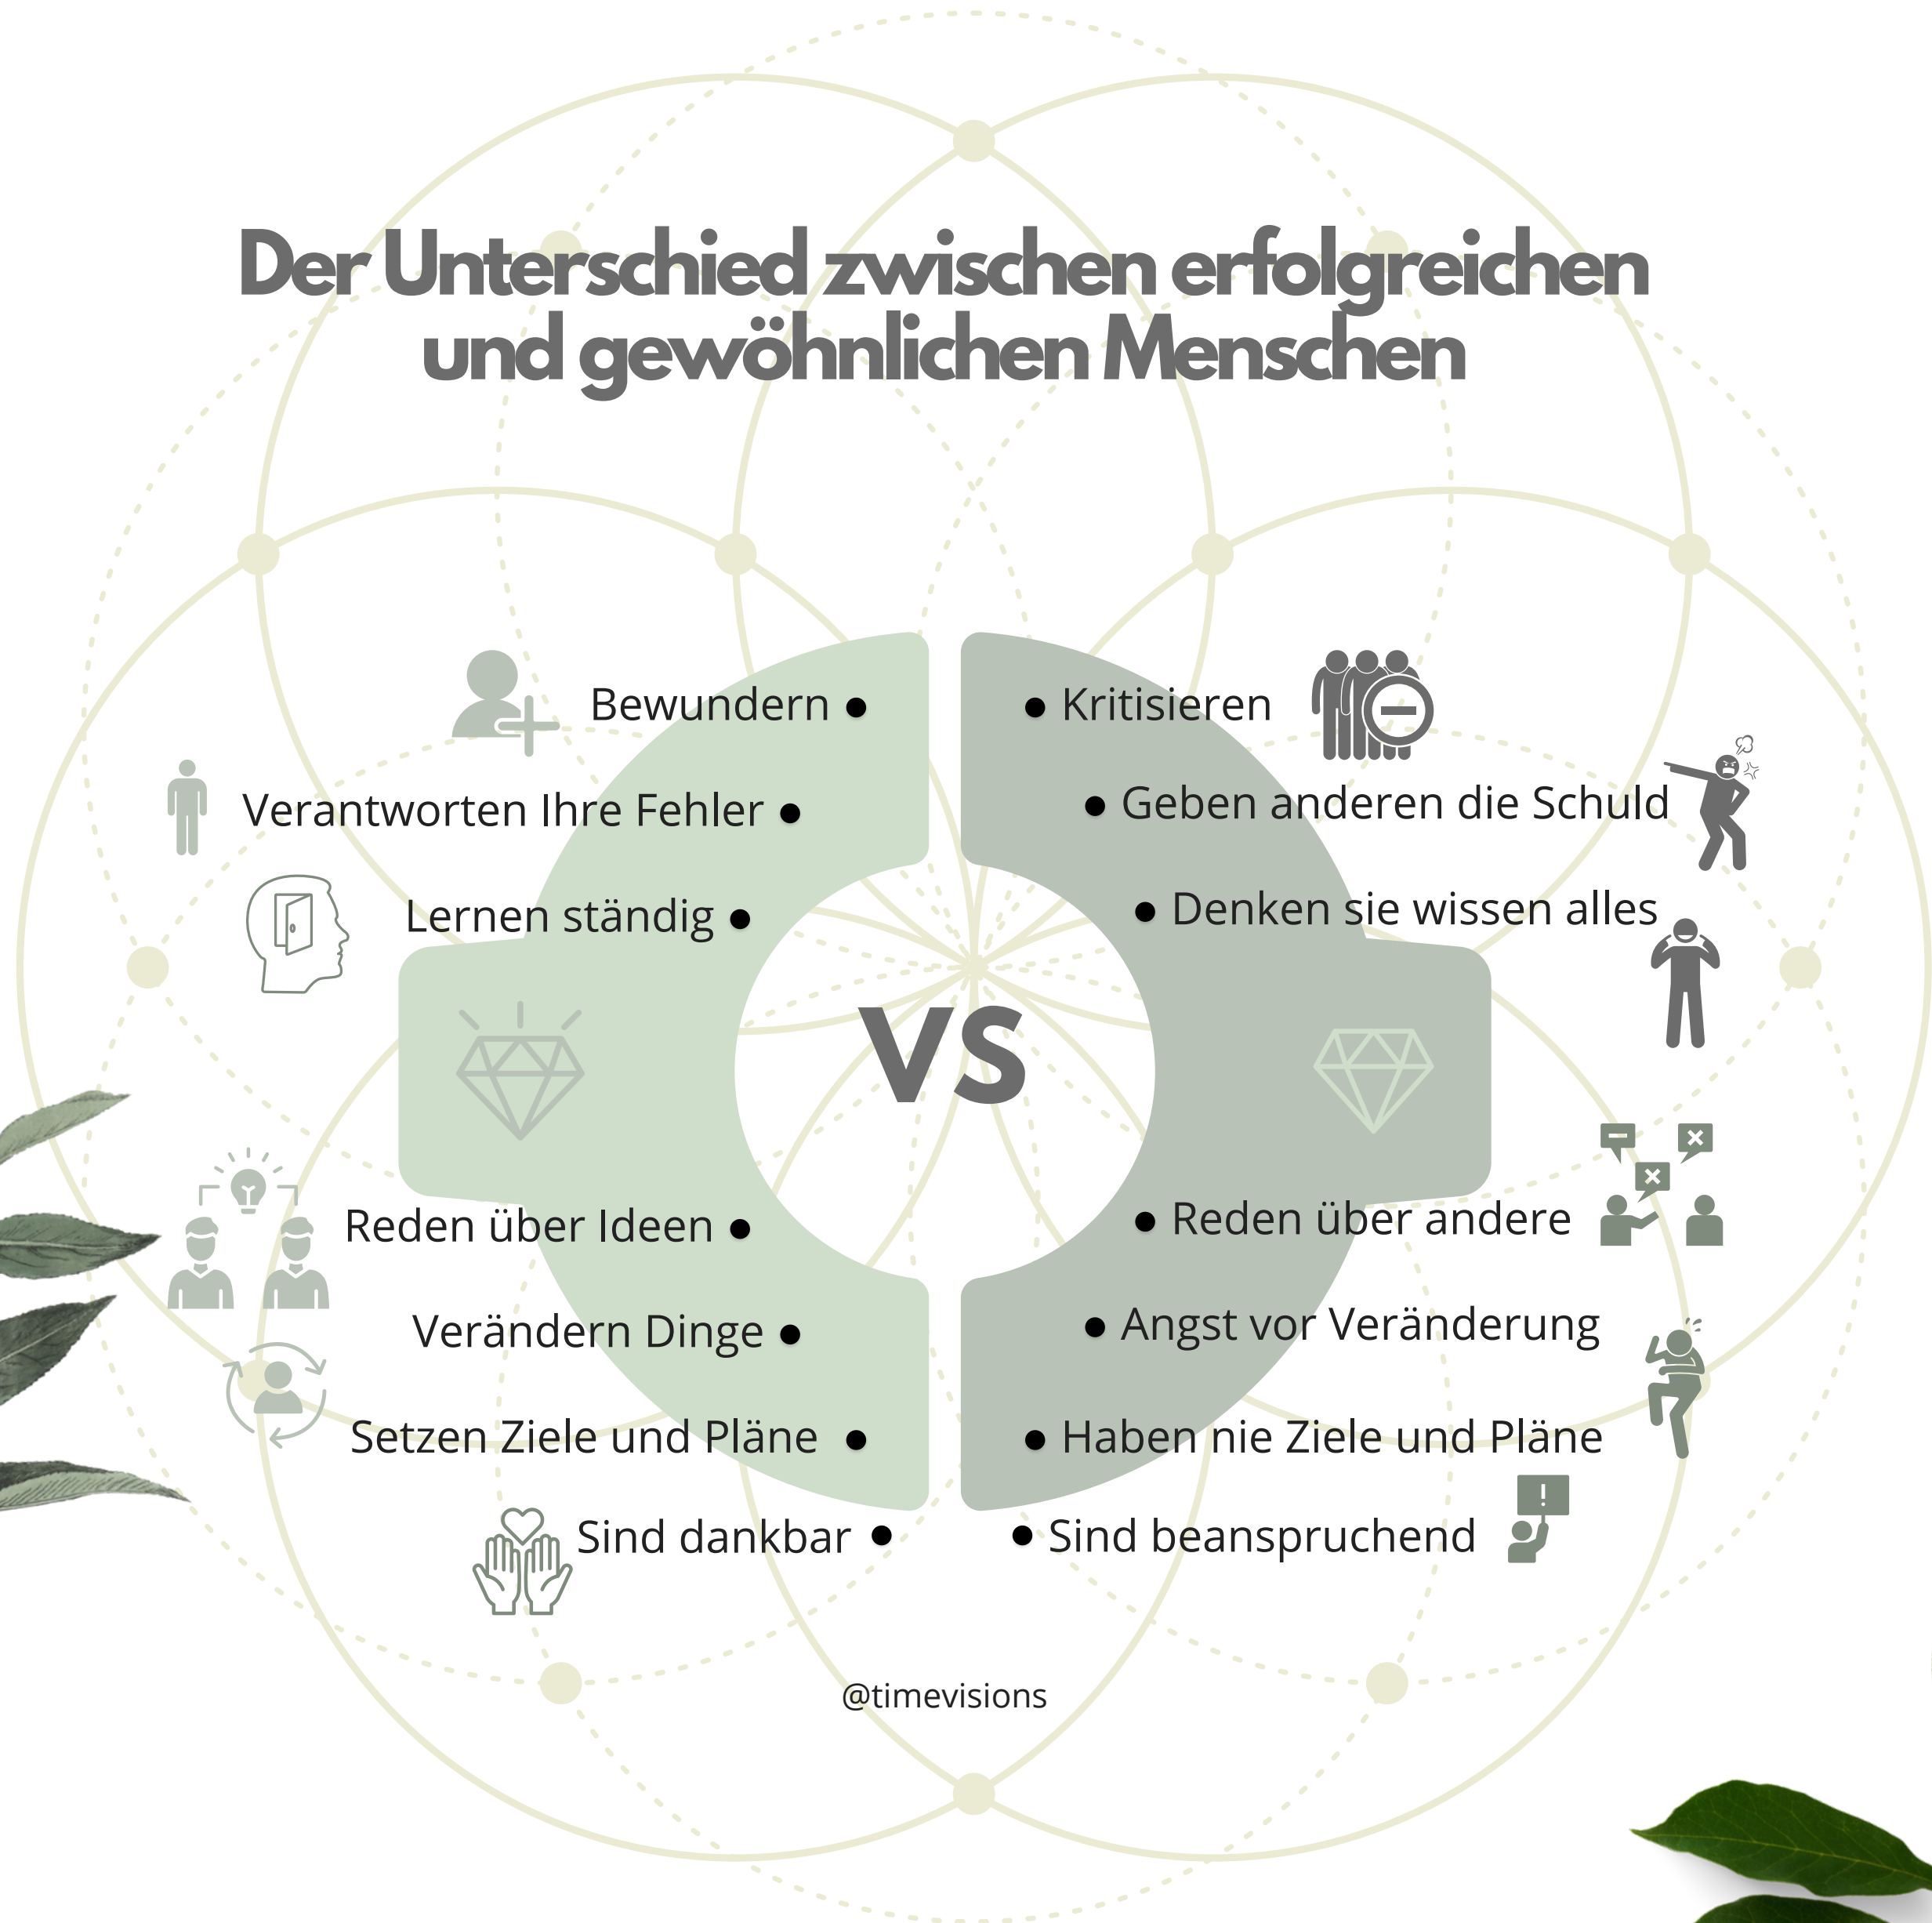 Der Unterschied zwischen erfolgreichen
und gewöhnlichen Menschen
Bewundern
Verantworten Ihre Fehler
Lernen ständig
Reden über Ideen
Verändern Dinge
Setzen Ziele und Pläne
Sind dankbar
VS
Kritisieren
Geben anderen die Schuld
Denken sie wissen alles
Reden über andere
Angst vor Veränderung
Haben nie Ziele und Pläne
Sind beanspruchend
@timevisions